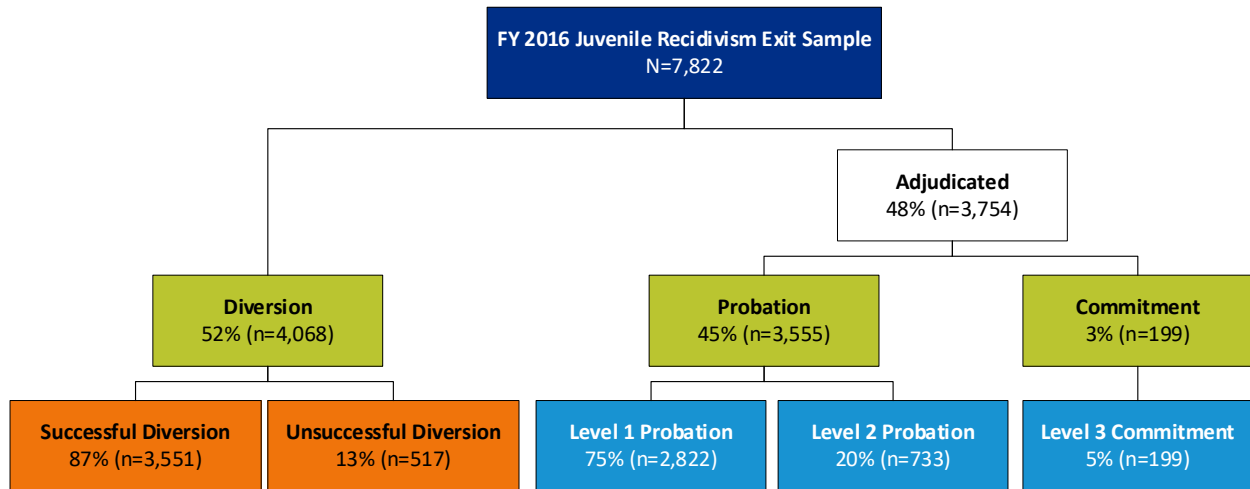 FY 2016 Juvenile Recidivism Exit Sample
N=7,822
Adjudicated
48% (n=3,754)
Diversion
52% (n=4,068)
Probation
45% (n=3,555)
Commitment
3% (n=199)
Successful Diversion
87% (n=3,551)
Unsuccessful Diversion
13% (n=517)
Level 1 Probation
75% (n=2,822)
Level 2 Probation
20% (n=733)
Level 3 Commitment
5% (n=199)